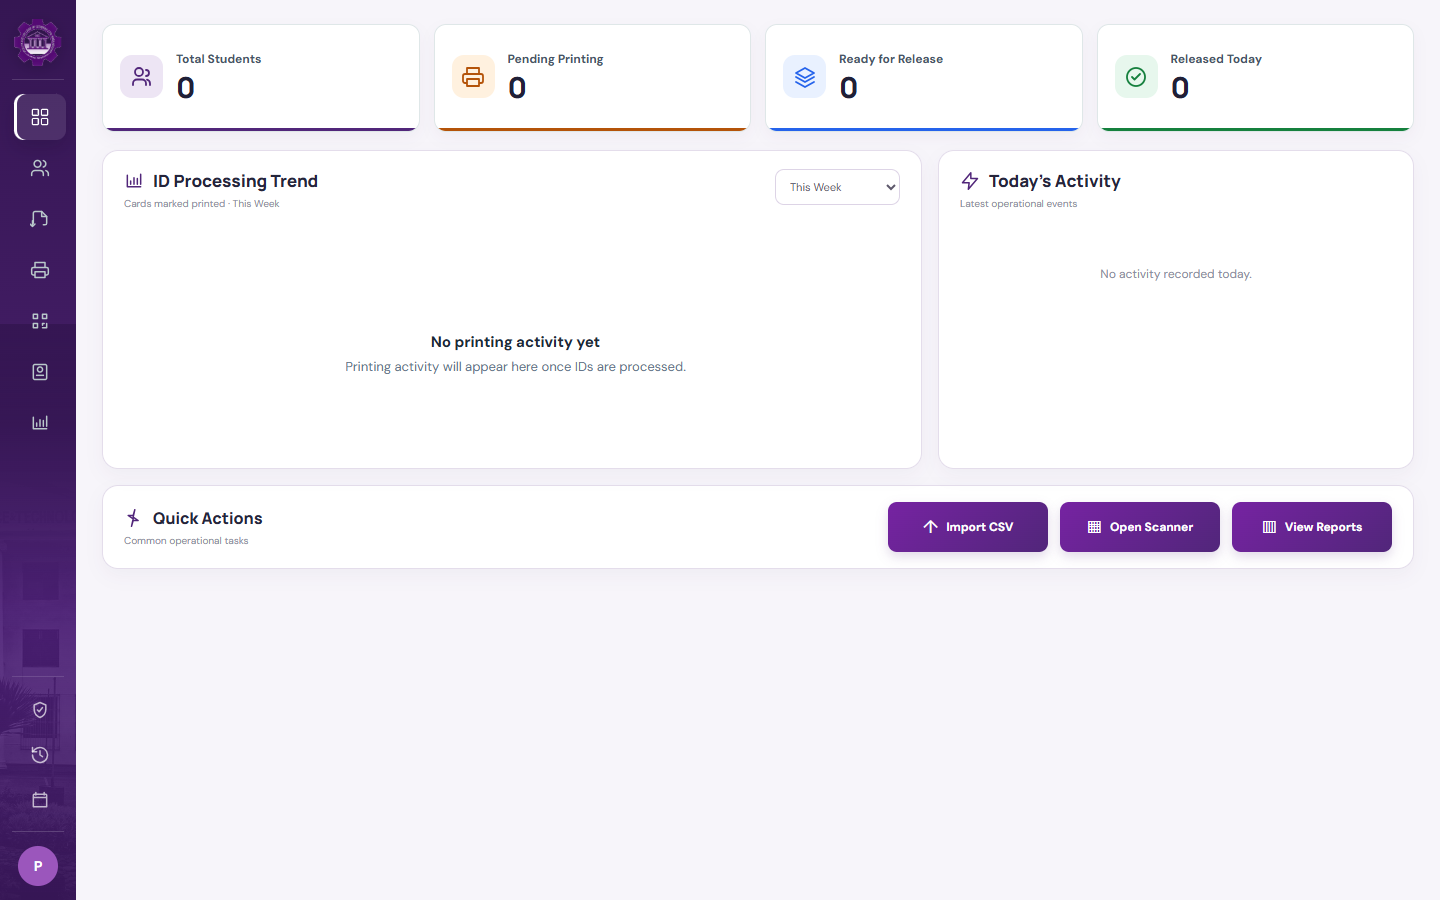 Total Students
0
Pending Printing
0
Ready for Release
0
Released Today
0
ID Processing Trend
Cards marked printed · This Week
This Week
No printing activity yet
Printing activity will appear here once IDs are processed.
Today's Activity
Latest operational events
No activity recorded today.
Quick Actions
Common operational tasks
Import CSV
Open Scanner
View Reports
P